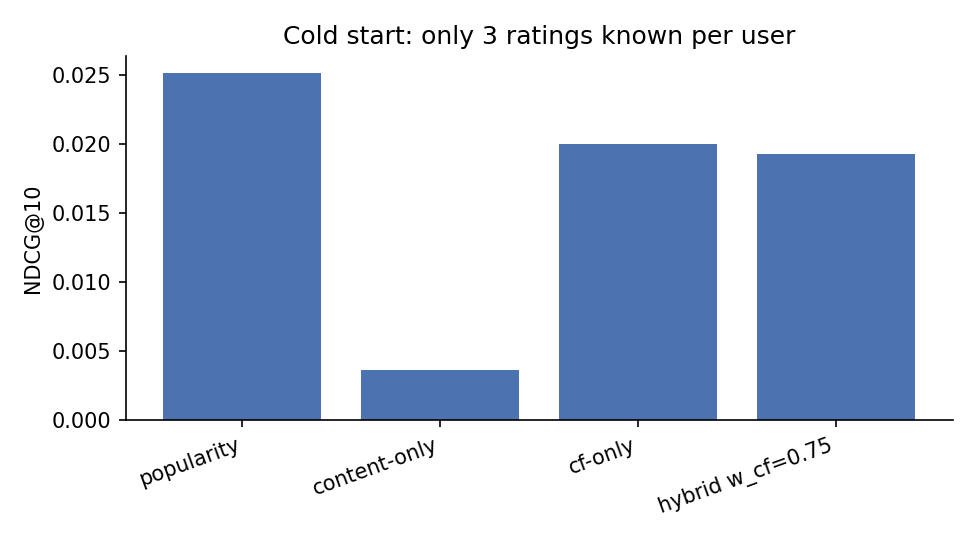 Cold start: only 3 ratings known per user
NDCG@10
0.025
0.020
0.015
0.010
0.005
0.000
popularity
content-only
cf-only
hybrid w_cf=0.75